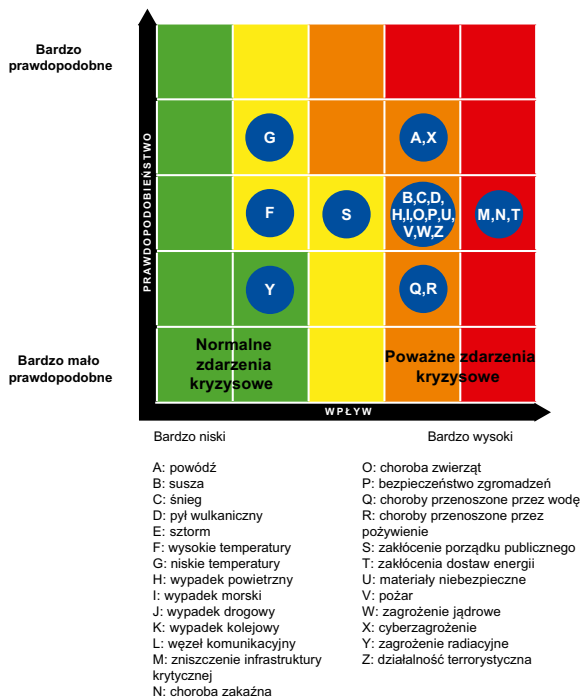 Bardzo
prawdopodobne
PRAWDOPODOBIEŃSTWO
G
A,X
F
S
B,C,D,
H,I,O,P,U,
V,W,Z
M,N,T
Y
Q,R
Bardzo mało
prawdopodobne
Normalne
zdarzenia
kryzysowe
Poważne zdarzenia
kryzysowe
WPŁYW
Bardzo niski
Bardzo wysoki
A: powódź
B: susza
C: śnieg
D: pył wulkaniczny
E: sztorm
F: wysokie temperatury
G: niskie temperatury
H: wypadek powietrzny
I: wypadek morski
J: wypadek drogowy
K: wypadek kolejowy
L: węzeł komunikacyjny
M: zniszczenie infrastruktury
krytycznej
N: choroba zakaźna
O: choroba zwierząt
P: bezpieczeństwo zgromadzeń
Q: choroby przenoszone przez wodę
R: choroby przenoszone przez
pożywienie
S: zakłócenie porządku publicznego
T: zakłócenia dostaw energii
U: materiały niebezpieczne
V: pożar
W: zagrożenie jądrowe
X: cyberzagrożenie
Y: zagrożenie radiacyjne
Z: działalność terrorystyczna